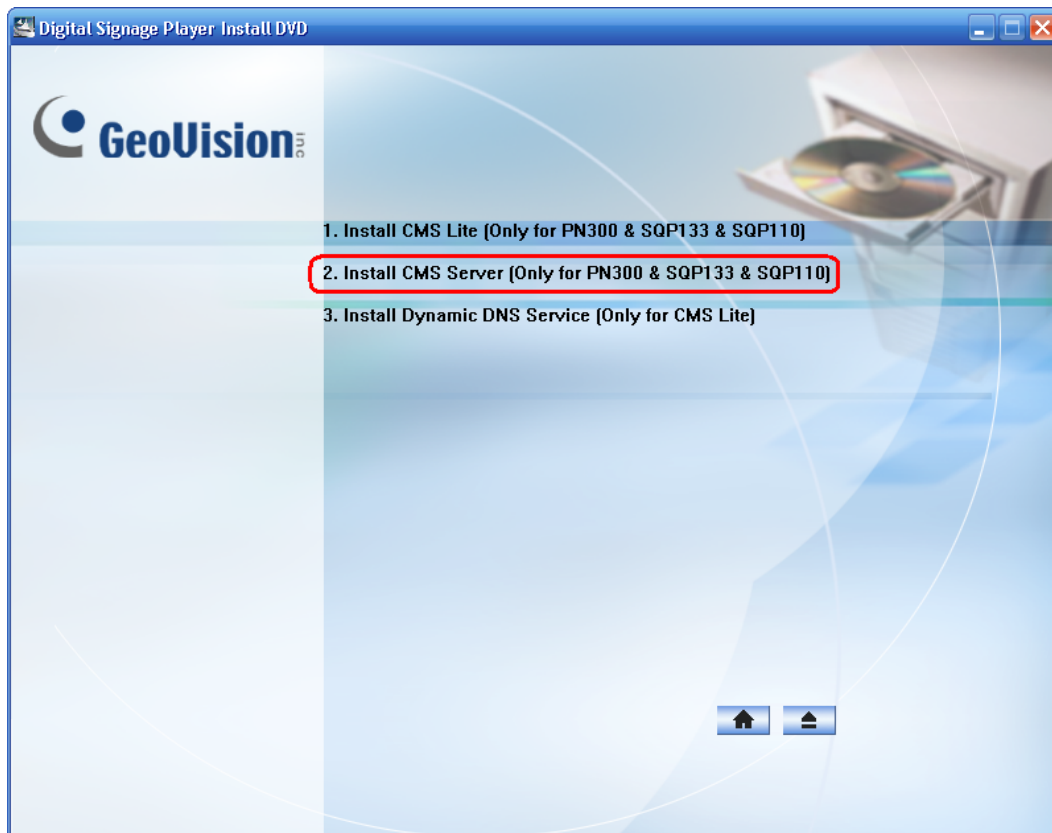 Digital Signage Player Install DVD
GeoVision inc
1. Install CMS Lite (Only for PN300 & SQP133 & SQP110)
2. Install CMS Server (Only for PN300 & SQP133 & SQP110)
3. Install Dynamic DNS Service (Only for CMS Lite)